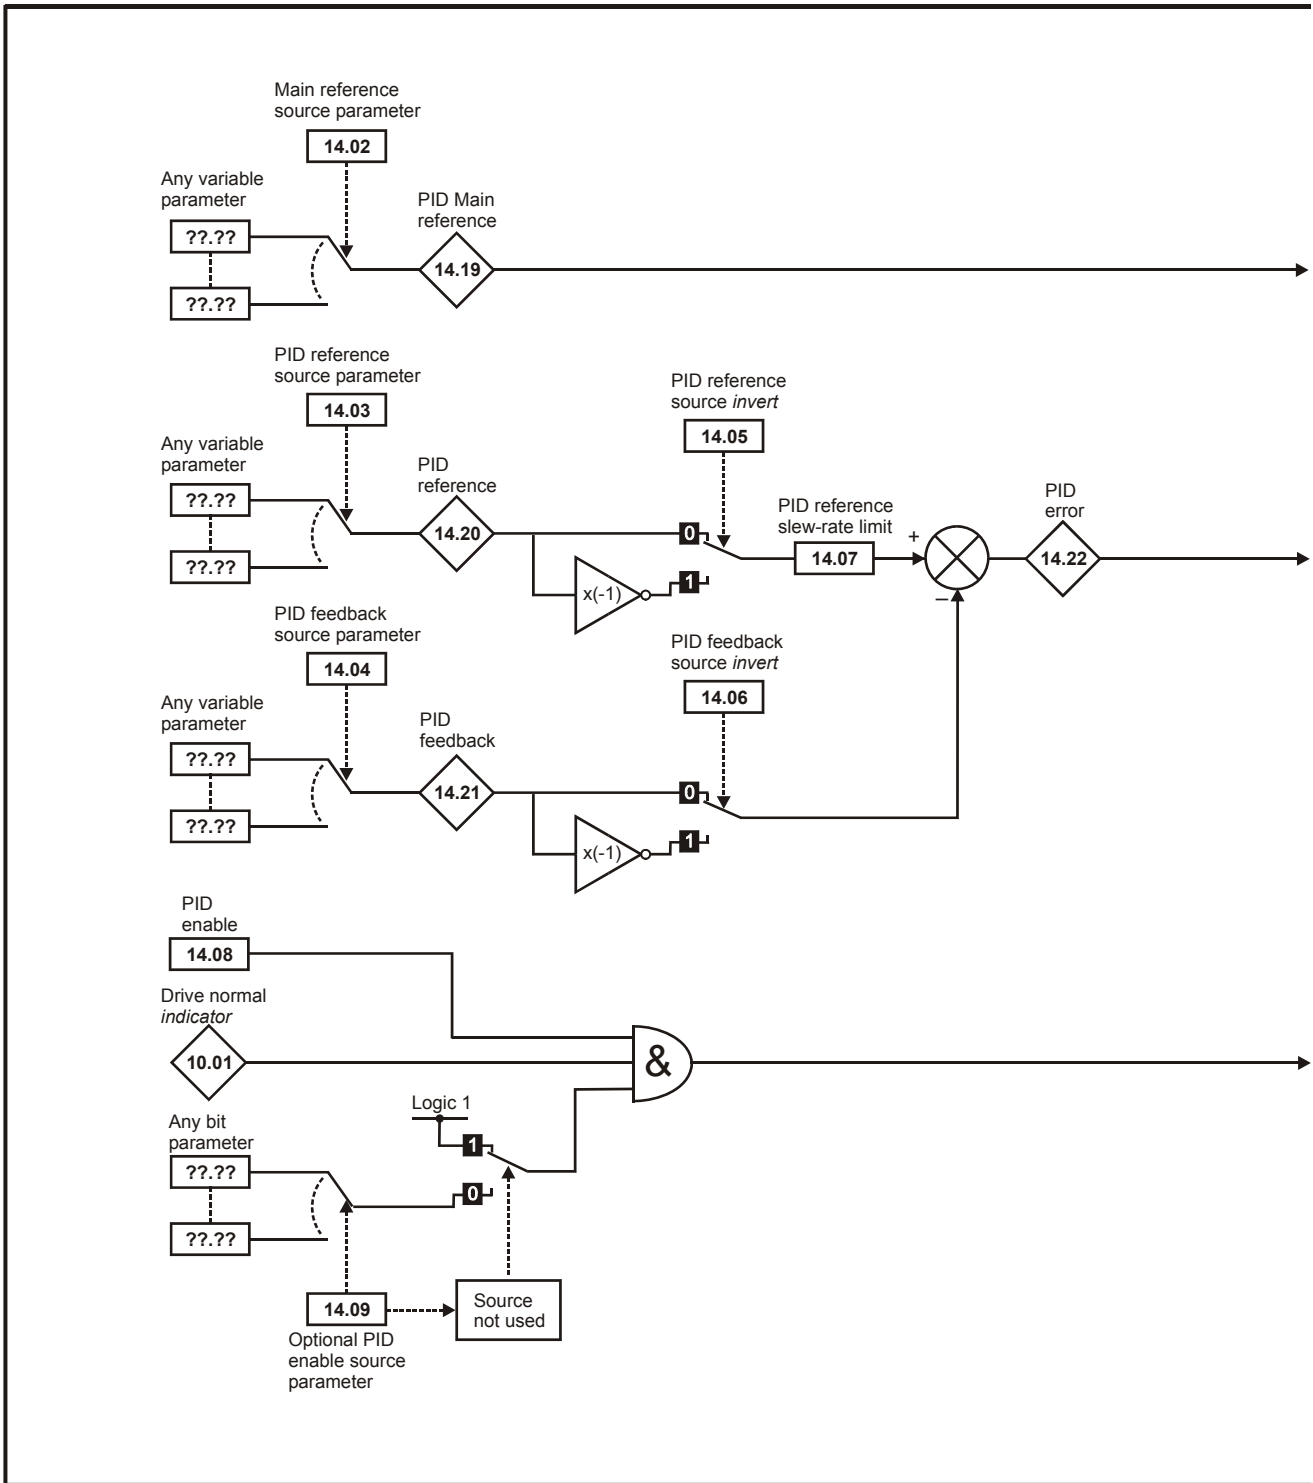 Main reference
source parameter
14.02
Any variable
parameter
??.??
??.??
PID Main
reference
14.19
PID reference
source parameter
14.03
Any variable
parameter
??.??
??.??
PID
reference
14.20
x(-1)
PID reference
source invert
14.05
0
1
PID reference
slew-rate limit
14.07
+
–
PID
error
14.22
PID feedback
source parameter
14.04
Any variable
parameter
??.??
??.??
PID
feedback
14.21
x(-1)
PID feedback
source invert
14.06
0
1
PID
enable
14.08
Drive normal
indicator
10.01
&
Logic 1
1
0
Any bit
parameter
??.??
??.??
14.09
Optional PID
enable source
parameter
Source
not used